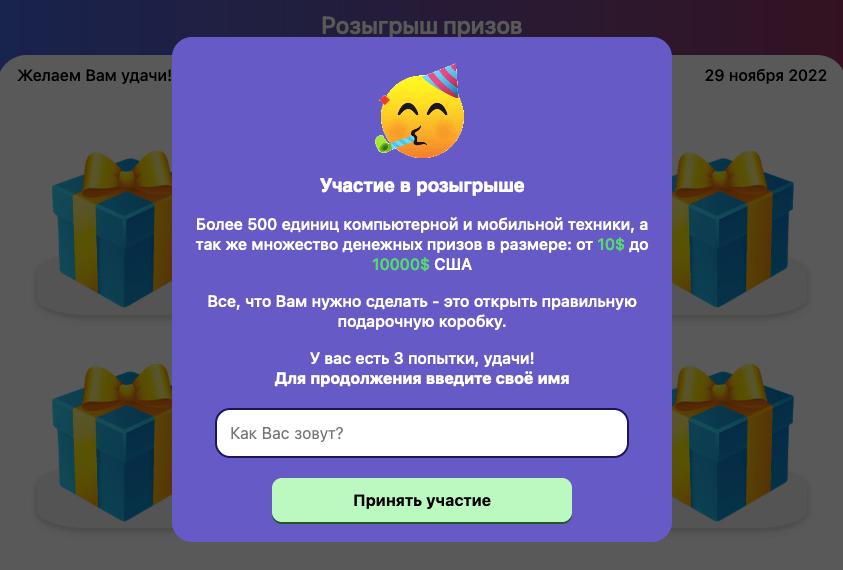 Розыгрыш призов
Желаем Вам удачи!
29 ноября 2022
Участие в розыгрыше
Более 500 единиц компьютерной и мобильной техники, а
так же множество денежных призов в размере: от 10$ до
10000$ США
Все, что Вам нужно сделать - это открыть правильную
подарочную коробку.
У вас есть 3 попытки, удачи!
Для продолжения введите своё имя
Как Вас зовут?
Принять участие